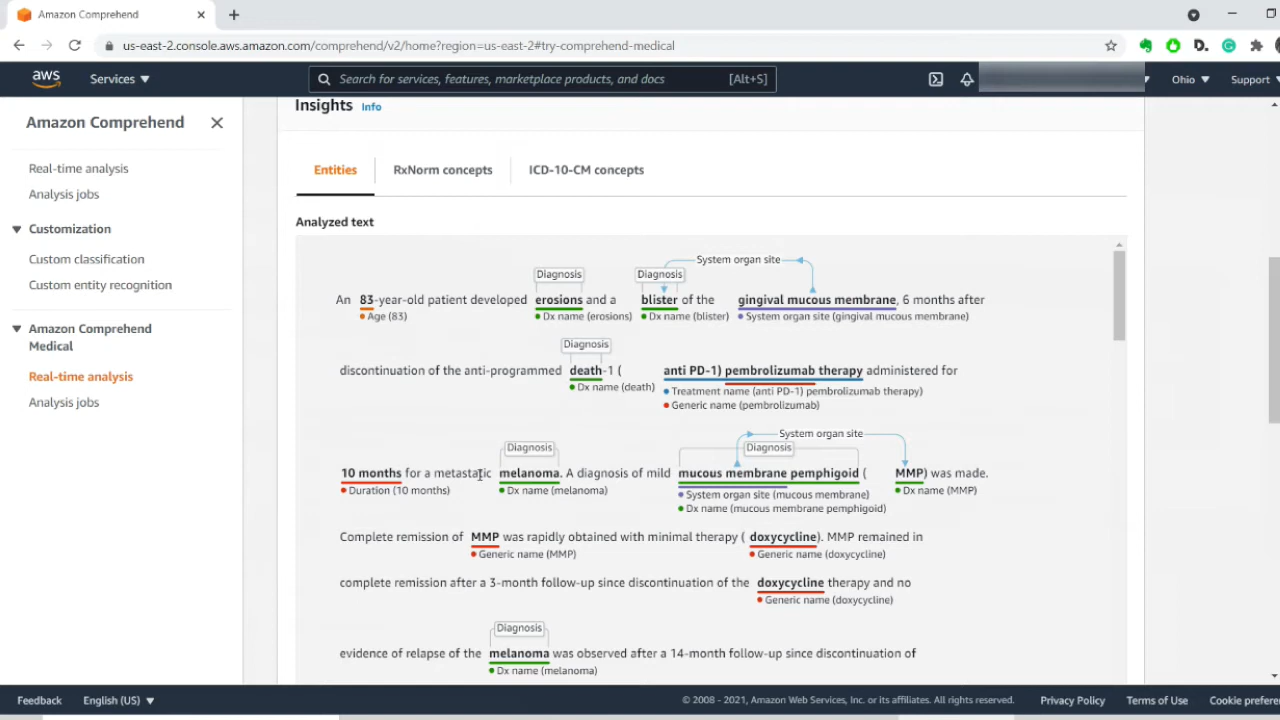 Amazon Comprehend
us-east-2.console.aws.amazon.com/comprehend/v2/home?region=us-east-2#try-comprehend-medical
aws
Services
Search for services, features, marketplace products, and docs
[Alt+S]
Ohio
Support
Amazon Comprehend
Real-time analysis
Analysis jobs
Customization
Custom classification
Custom entity recognition
Amazon Comprehend
Medical
Real-time analysis
Analysis jobs
Insights Info
Entities
RxNorm concepts
ICD-10-CM concepts
Analyzed text
System organ site
Diagnosis Diagnosis
An 83-year-old patient developed erosions and a blister of the gingival mucous membrane, 6 months after
Age (83) Dx name (erosions) Dx name (blister) System organ site (gingival mucous membrane)
Diagnosis
discontinuation of the anti-programmed death-1 ( anti PD-1) pembrolizumab therapy administered for
Dx name (death) Treatment name (anti PD-1) pembrolizumab therapy)
Generic name (pembrolizumab)
System organ site
Diagnosis Diagnosis
10 months for a metastatic melanoma. A diagnosis of mild mucous membrane pemphigoid ( MMP) was made.
Duration (10 months) Dx name (melanoma) System organ site (mucous membrane) Dx name (MMP)
Dx name (mucous membrane pemphigoid)
Complete remission of MMP was rapidly obtained with minimal therapy ( doxycycline). MMP remained in
Generic name (MMP) Generic name (doxycycline)
complete remission after a 3-month follow-up since discontinuation of the doxycycline therapy and no
Generic name (doxycycline)
Diagnosis
evidence of relapse of the melanoma was observed after a 14-month follow-up since discontinuation of
Dx name (melanoma)
Feedback English (US)
© 2008 - 2021, Amazon Web Services, Inc. or its affiliates. All rights reserved. Privacy Policy Terms of Use Cookie prefere